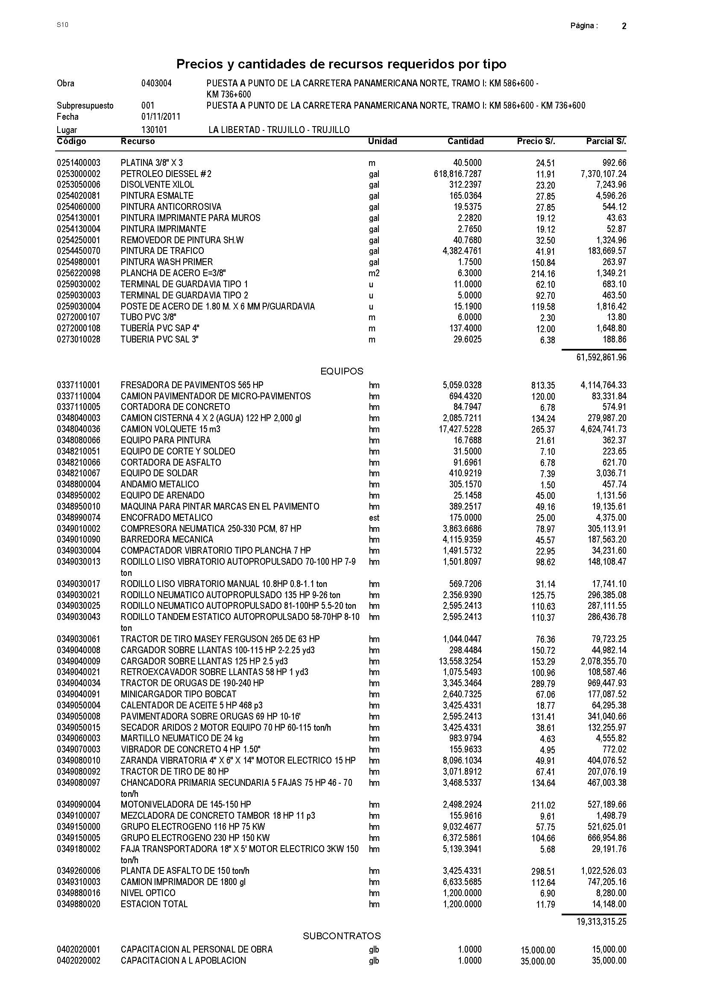 S10 Página : 2
Precios y cantidades de recursos requeridos por tipo
Obra 0403004 PUESTA A PUNTO DE LA CARRETERA PANAMERICANA NORTE, TRAMO I: KM 586+600 -
KM 736+600
Subpresupuesto 001 PUESTA A PUNTO DE LA CARRETERA PANAMERICANA NORTE, TRAMO I: KM 586+600 - KM 736+600
Fecha 01/11/2011
Lugar 130101 LA LIBERTAD - TRUJILLO - TRUJILLO
Código Recurso Unidad Cantidad Precio S/. Parcial S/.
0251400003 PLATINA 3/8" X 3 m 40.5000 24.51 992.66
0253000002 PETROLEO DIESSEL #2 gal 618,816.7287 11.91 7,370,107.24
0253050006 DISOLVENTE XILOL gal 312.2397 23.20 7,243.96
0254020081 PINTURA ESMALTE gal 165.0364 27.85 4,596.26
0254060000 PINTURA ANTICORROSIVA gal 19.5375 27.85 544.12
0254130001 PINTURA IMPRIMANTE PARA MUROS gal 2.2820 19.12 43.63
0254130004 PINTURA IMPRIMANTE gal 2.7650 19.12 52.87
0254250001 REMOVEDOR DE PINTURA SH.W gal 40.7680 32.50 1,324.96
0254450070 PINTURA DE TRAFICO gal 4,382.4761 41.91 183,669.57
0254980001 PINTURA WASH PRIMER gal 1.7500 150.84 263.97
0256220098 PLANCHA DE ACERO E=3/8" m2 6.3000 214.16 1,349.21
0259030002 TERMINAL DE GUARDAVIA TIPO 1 u 11.0000 62.10 683.10
0259030003 TERMINAL DE GUARDAVIA TIPO 2 u 5.0000 92.70 463.50
0259030004 POSTE DE ACERO DE 1.80 M. X 6 MM P/GUARDAVIA u 15.1900 119.58 1,816.42
0272000107 TUBO PVC 3/8" m 6.0000 2.30 13.80
0272000108 TUBERÍA PVC SAP 4" m 137.4000 12.00 1,648.80
0273010028 TUBERIA PVC SAL 3" m 29.6025 6.38 188.86
61,592,861.96
EQUIPOS
0337110001 FRESADORA DE PAVIMENTOS 565 HP hm 5,059.0328 813.35 4,114,764.33
0337110004 CAMION PAVIMENTADOR DE MICRO-PAVIMENTOS hm 694.4320 120.00 83,331.84
0337110005 CORTADORA DE CONCRETO hm 84.7947 6.78 574.91
0348040003 CAMION CISTERNA 4 X 2 (AGUA) 122 HP 2,000 gl hm 2,085.7211 134.24 279,987.20
0348040036 CAMION VOLQUETE 15 m3 hm 17,427.5228 265.37 4,624,741.73
0348080066 EQUIPO PARA PINTURA hm 16.7688 21.61 362.37
0348210051 EQUIPO DE CORTE Y SOLDEO hm 31.5000 7.10 223.65
0348210066 CORTADORA DE ASFALTO hm 91.6961 6.78 621.70
0348210067 EQUIPO DE SOLDAR hm 410.9219 7.39 3,036.71
0348800004 ANDAMIO METALICO hm 305.1570 1.50 457.74
0348950002 EQUIPO DE ARENADO hm 25.1458 45.00 1,131.56
0348950010 MAQUINA PARA PINTAR MARCAS EN EL PAVIMENTO hm 389.2517 49.16 19,135.61
0348990074 ENCOFRADO METALICO est 175.0000 25.00 4,375.00
0349010002 COMPRESORA NEUMATICA 250-330 PCM, 87 HP hm 3,863.6686 78.97 305,113.91
0349010090 BARREDORA MECANICA hm 4,115.9359 45.57 187,563.20
0349030004 COMPACTADOR VIBRATORIO TIPO PLANCHA 7 HP hm 1,491.5732 22.95 34,231.60
0349030013 RODILLO LISO VIBRATORIO AUTOPROPULSADO 70-100 HP 7-9 hm 1,501.8097 98.62 148,108.47
ton
0349030017 RODILLO LISO VIBRATORIO MANUAL 10.8HP 0.8-1.1 ton hm 569.7206 31.14 17,741.10
0349030021 RODILLO NEUMATICO AUTOPROPULSADO 135 HP 9-26 ton hm 2,356.9390 125.75 296,385.08
0349030025 RODILLO NEUMATICO AUTOPROPULSADO 81-100HP 5.5-20 ton hm 2,595.2413 110.63 287,111.55
0349030043 RODILLO TANDEM ESTATICO AUTOPROPULSADO 58-70HP 8-10 hm 2,595.2413 110.37 286,436.78
ton
0349030061 TRACTOR DE TIRO MASEY FERGUSON 265 DE 63 HP hm 1,044.0447 76.36 79,723.25
0349040008 CARGADOR SOBRE LLANTAS 100-115 HP 2-2.25 yd3 hm 298.4484 150.72 44,982.14
0349040009 CARGADOR SOBRE LLANTAS 125 HP 2.5 yd3 hm 13,558.3254 153.29 2,078,355.70
0349040021 RETROEXCAVADOR SOBRE LLANTAS 58 HP 1 yd3 hm 1,075.5493 100.96 108,587.46
0349040034 TRACTOR DE ORUGAS DE 190-240 HP hm 3,345.3464 289.79 969,447.93
0349040091 MINICARGADOR TIPO BOBCAT hm 2,640.7325 67.06 177,087.52
0349050004 CALENTADOR DE ACEITE 5 HP 468 p3 hm 3,425.4331 18.77 64,295.38
0349050008 PAVIMENTADORA SOBRE ORUGAS 69 HP 10-16' hm 2,595.2413 131.41 341,040.66
0349050015 SECADOR ARIDOS 2 MOTOR EQUIPO 70 HP 60-115 ton/h hm 3,425.4331 38.61 132,255.97
0349060003 MARTILLO NEUMATICO DE 24 kg hm 983.9794 4.63 4,555.82
0349070003 VIBRADOR DE CONCRETO 4 HP 1.50" hm 155.9633 4.95 772.02
0349080010 ZARANDA VIBRATORIA 4" X 6" X 14" MOTOR ELECTRICO 15 HP hm 8,096.1034 49.91 404,076.52
0349080092 TRACTOR DE TIRO DE 80 HP hm 3,071.8912 67.41 207,076.19
0349080097 CHANCADORA PRIMARIA SECUNDARIA 5 FAJAS 75 HP 46 - 70 hm 3,468.5337 134.64 467,003.38
ton/h
0349090004 MOTONIVELADORA DE 145-150 HP hm 2,498.2924 211.02 527,189.66
0349100007 MEZCLADORA DE CONCRETO TAMBOR 18 HP 11 p3 hm 155.9616 9.61 1,498.79
0349150000 GRUPO ELECTROGENO 116 HP 75 KW hm 9,032.4677 57.75 521,625.01
0349150005 GRUPO ELECTROGENO 230 HP 150 KW hm 6,372.5861 104.66 666,954.86
0349180002 FAJA TRANSPORTADORA 18" X 5' MOTOR ELECTRICO 3KW 150 hm 5,139.3941 5.68 29,191.76
ton/h
0349260006 PLANTA DE ASFALTO DE 150 ton/h hm 3,425.4331 298.51 1,022,526.03
0349310003 CAMION IMPRIMADOR DE 1800 gl hm 6,633.5685 112.64 747,205.16
0349880016 NIVEL OPTICO hm 1,200.0000 6.90 8,280.00
0349880020 ESTACION TOTAL hm 1,200.0000 11.79 14,148.00
19,313,315.25
SUBCONTRATOS
0402020001 CAPACITACION AL PERSONAL DE OBRA glb 1.0000 15,000.00 15,000.00
0402020002 CAPACITACION A L APOBLACION glb 1.0000 35,000.00 35,000.00